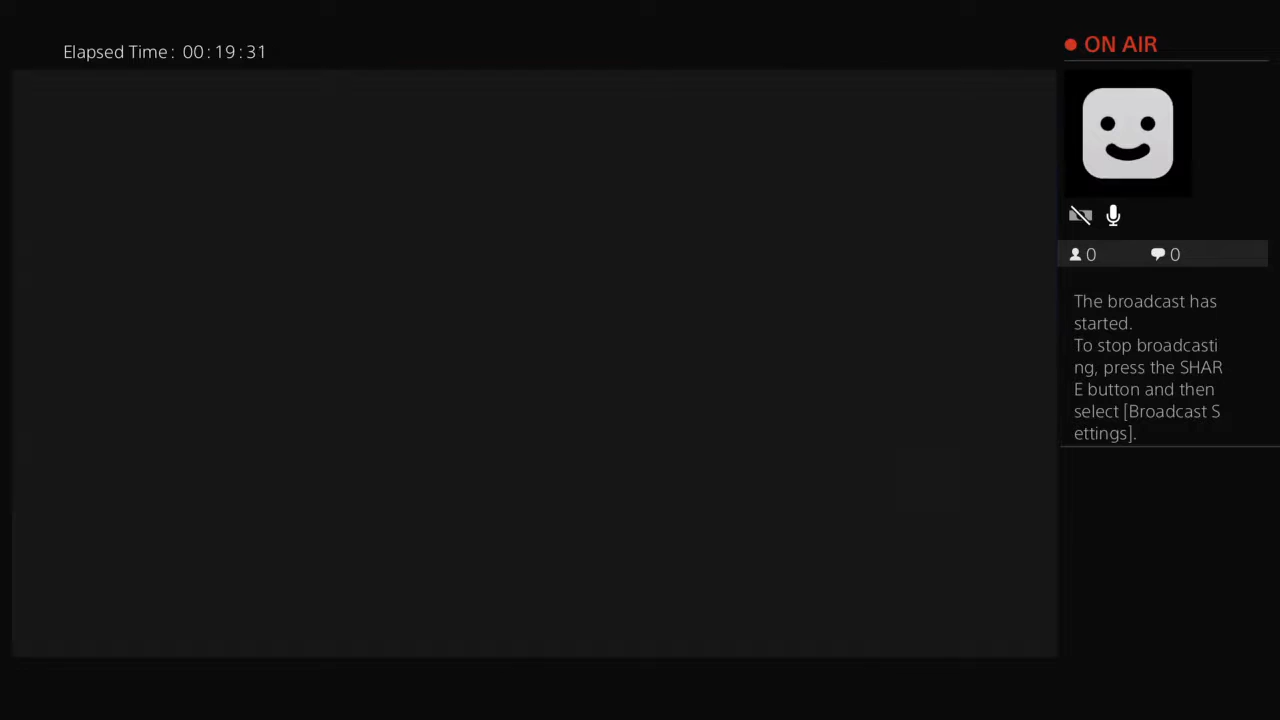 Elapsed Time: 00:19:31
ON AIR
0 0
The broadcast has
started.
To stop broadcasti
ng, press the SHAR
E button and then
select [Broadcast S
ettings].